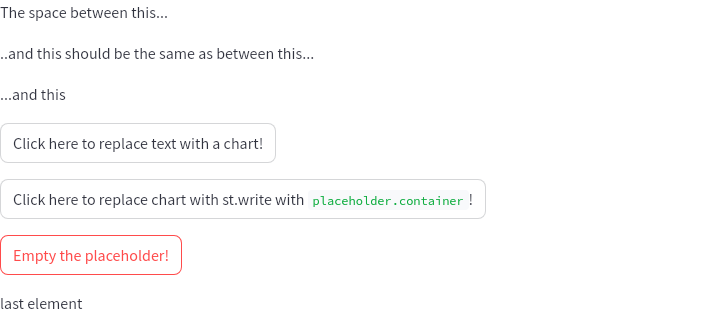 The space between this...
..and this should be the same as between this...
...and this
Click here to replace text with a chart!
Click here to replace chart with st.write with placeholder.container!
Empty the placeholder!
last element